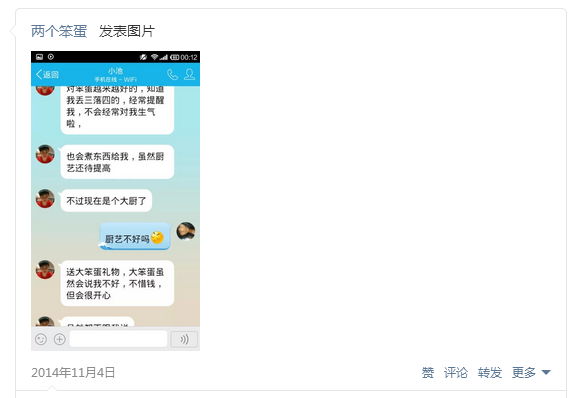 两个笨蛋 发表图片
00:12
返回
小池
手机在线 - WiFi
对笨蛋越来越好的，知道
我丢三落四的，经常提醒
我，不会经常对我生气
啦，
也会煮东西给我，虽然厨
艺还待提高
不过现在是个大厨了
厨艺不好吗
送大笨蛋礼物，大笨蛋虽
然会说我不好，不惜钱，
但会很开心
2014年11月4日
赞 评论 转发 更多